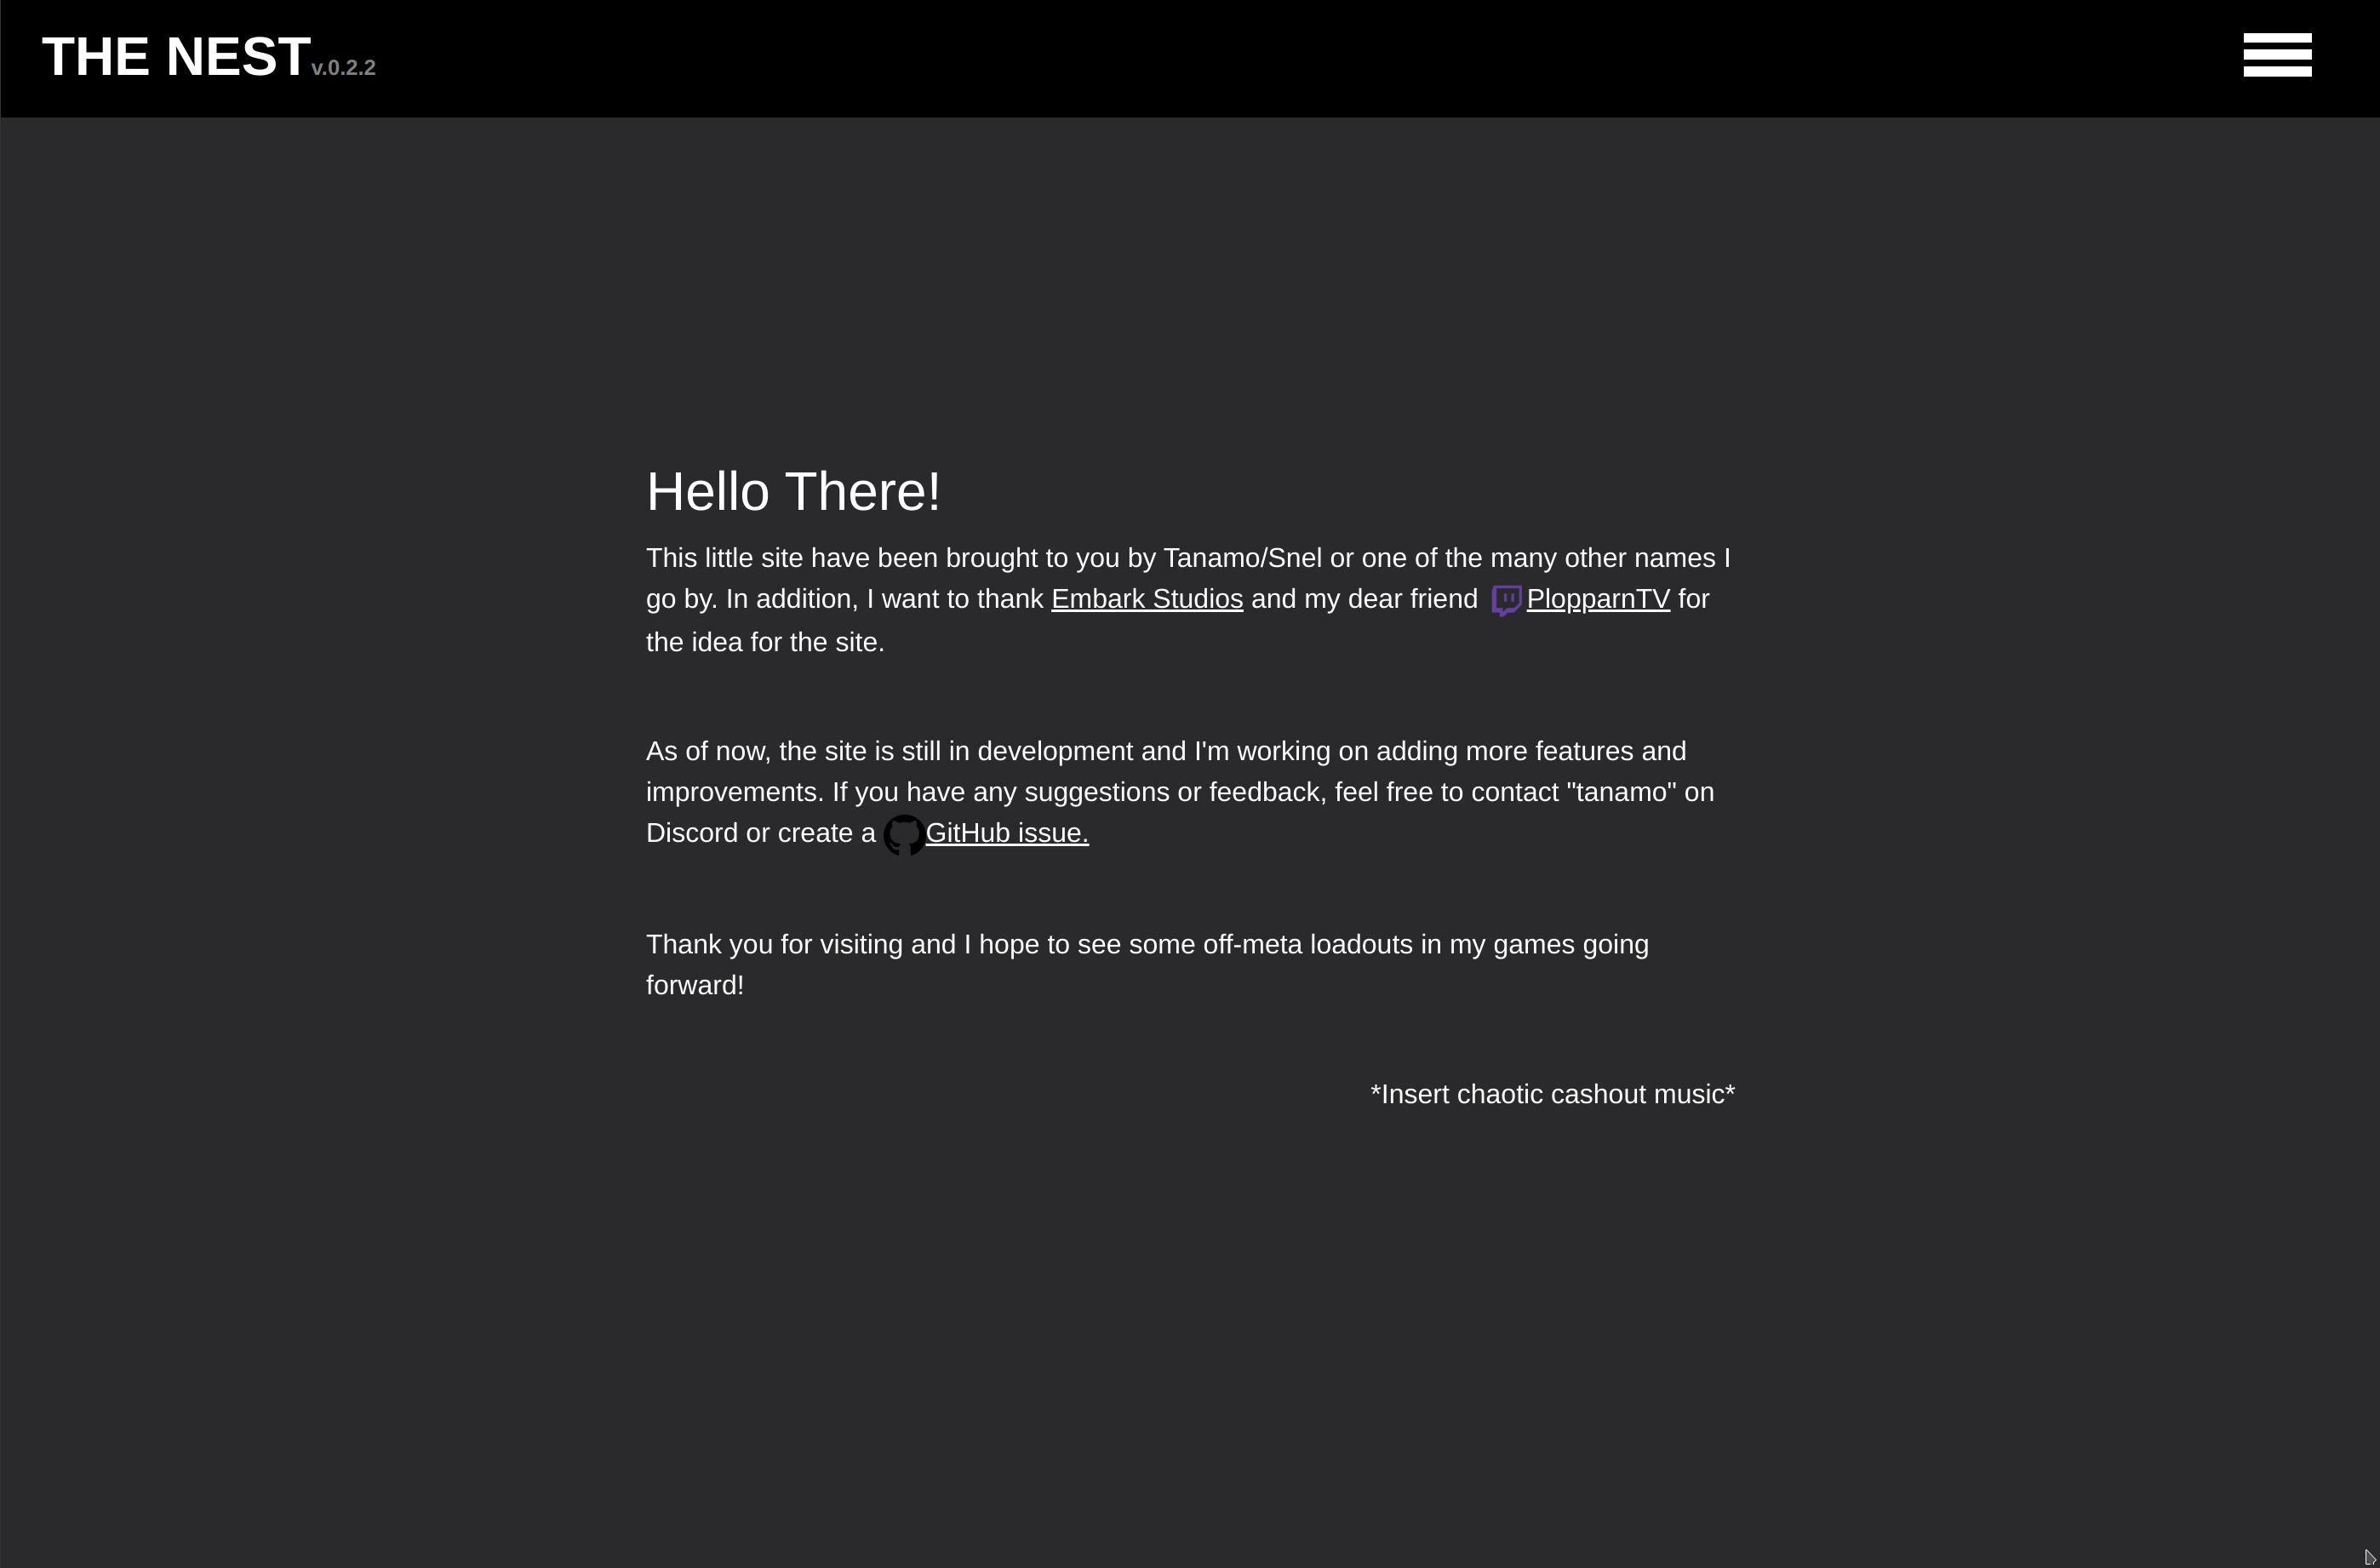 THE NEST v.0.2.2
Hello There!
This little site have been brought to you by Tanamo/Snel or one of the many other names I
go by. In addition, I want to thank Embark Studios and my dear friend PlopparnTV for
the idea for the site.
As of now, the site is still in development and I'm working on adding more features and
improvements. If you have any suggestions or feedback, feel free to contact "tanamo" on
Discord or create a GitHub issue.
Thank you for visiting and I hope to see some off-meta loadouts in my games going
forward!
*Insert chaotic cashout music*